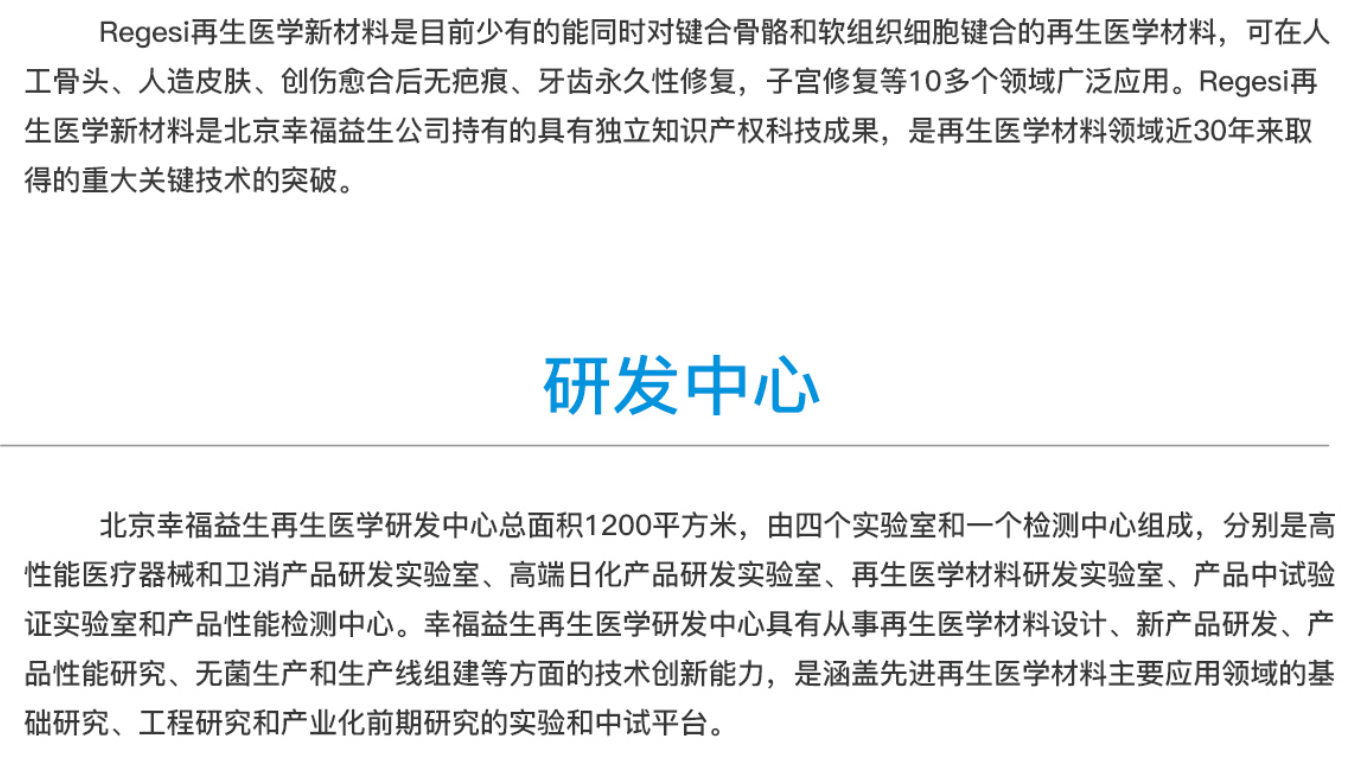 Regesi再生医学新材料是目前少有的能同时对键合骨骼和软组织细胞键合的再生医学材料，可在人
工骨头、人造皮肤、创伤愈合后无疤痕、牙齿永久性修复，子宫修复等10多个领域广泛应用。Regesi再
生医学新材料是北京幸福益生公司持有的具有独立知识产权科技成果，是再生医学材料领域近30年来取
得的重大关键技术的突破。
研发中心
北京幸福益生再生医学研发中心总面积1200平方米，由四个实验室和一个检测中心组成，分别是高
性能医疗器械和卫消产品研发实验室、高端日化产品研发实验室、再生医学材料研发实验室、产品中试验
证实验室和产品性能检测中心。幸福益生再生医学研发中心具有从事再生医学材料设计、新产品研发、产
品性能研究、无菌生产和生产线组建等方面的技术创新能力，是涵盖先进再生医学材料主要应用领域的基
础研究、工程研究和产业化前期研究的实验和中试平台。